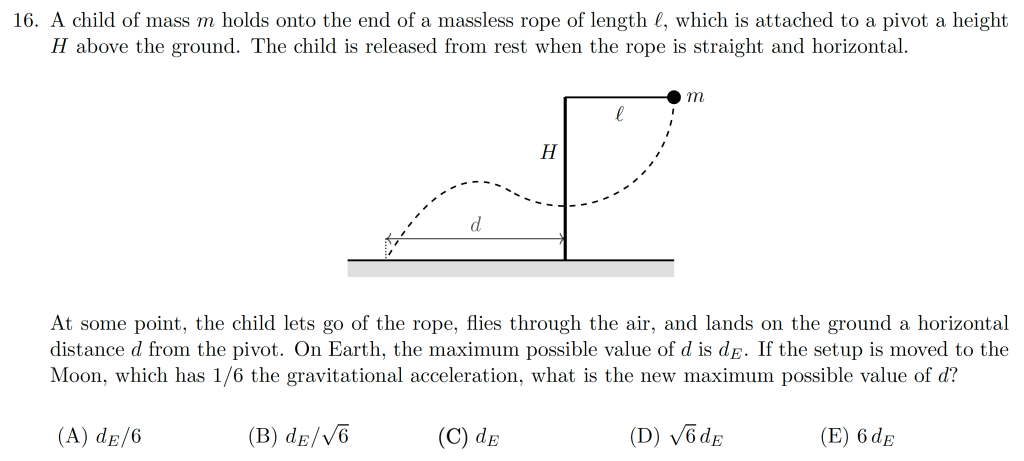 16. A child of mass m holds onto the end of a massless rope of length ℓ, which is attached to a pivot a height
H above the ground. The child is released from rest when the rope is straight and horizontal.
m
ℓ
H
d
At some point, the child lets go of the rope, flies through the air, and lands on the ground a horizontal
distance d from the pivot. On Earth, the maximum possible value of d is d_E. If the setup is moved to the
Moon, which has 1/6 the gravitational acceleration, what is the new maximum possible value of d?
(A) d_E/6 (B) d_E/√6 (C) d_E (D) √6 d_E (E) 6 d_E